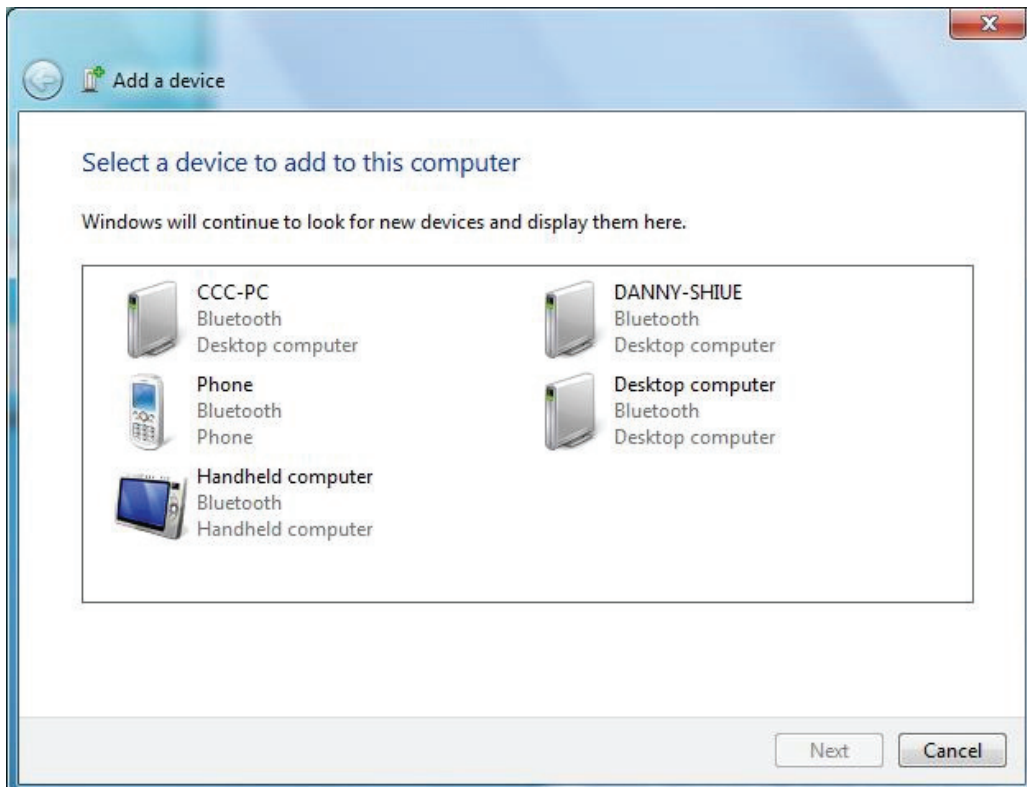 Add a device
Select a device to add to this computer
Windows will continue to look for new devices and display them here.
CCC-PC
Bluetooth
Desktop computer
DANNY-SHIUE
Bluetooth
Desktop computer
Phone
Bluetooth
Phone
Desktop computer
Bluetooth
Desktop computer
Handheld computer
Bluetooth
Handheld computer
Next
Cancel